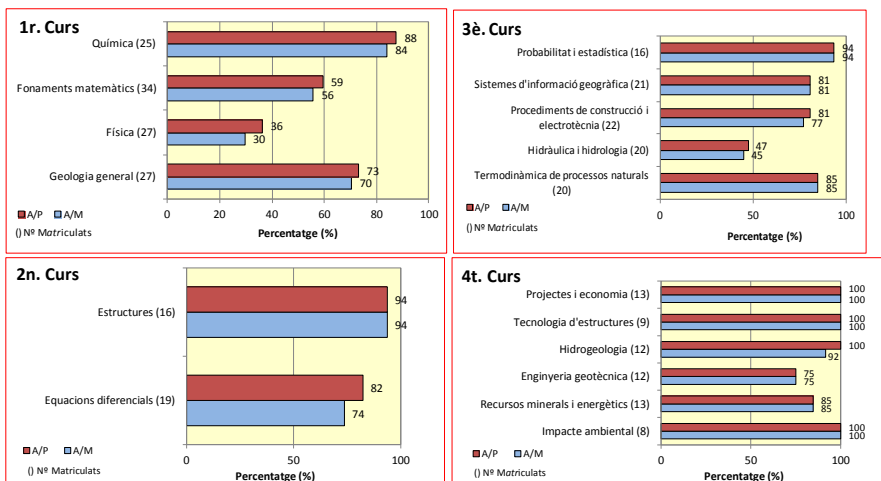 1r. Curs
Química (25)
88
84
Fonaments matemàtics (34)
59
56
Física (27)
36
30
Geologia general (27)
73
70
0 20 40 60 80 100
A/P A/M
() Nº Matriculats
Percentatge (%)
3è. Curs
Probabilitat i estadística (16)
94
94
Sistemes d'informació geogràfica (21)
81
81
Procediments de construcció i
electrotècnia (22)
81
77
Hidràulica i hidrologia (20)
47
45
Termodinàmica de processos naturals
(20)
85
85
0 50 100
A/P A/M
() Nº Matriculats
Percentatge (%)
2n. Curs
Estructures (16)
94
94
Equacions diferencials (19)
82
74
0 50 100
A/P A/M
() Nº Matriculats
Percentatge (%)
4t. Curs
Projectes i economia (13)
100
100
Tecnologia d'estructures (9)
100
100
Hidrogeologia (12)
100
92
Enginyeria geotècnica (12)
75
75
Recursos minerals i energètics (13)
85
85
Impacte ambiental (8)
100
100
0 50 100
A/P A/M
() Nº Matriculats
Percentatge (%)